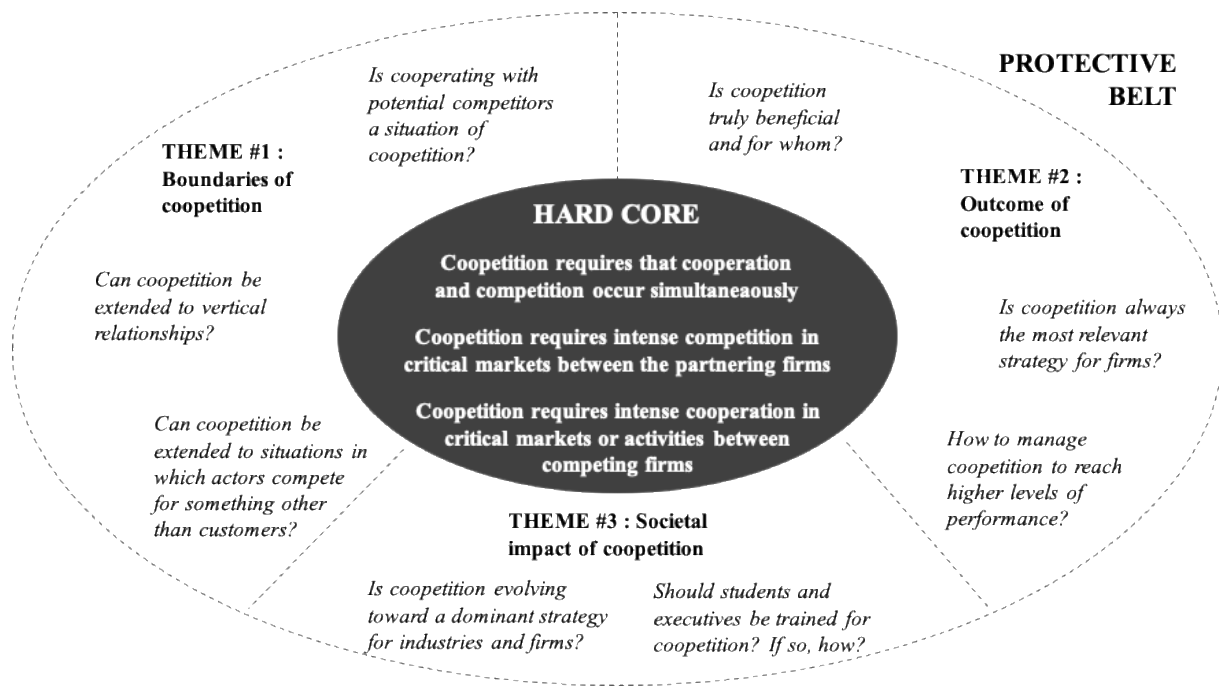 PROTECTIVE
BELT
Is cooperating with
potential competitors
a situation of
coopetition?
Is coopetition
truly beneficial
and for whom?
THEME #1 :
Boundaries of
coopetition
THEME #2 :
Outcome of
coopetition
HARD CORE
Coopetition requires that cooperation
and competition occur simultaneaously
Coopetition requires intense competition in
critical markets between the partnering firms
Coopetition requires intense cooperation in
critical markets or activities between
competing firms
Can coopetition be
extended to vertical
relationships?
Is coopetition always
the most relevant
strategy for firms?
Can coopetition be
extended to situations in
which actors compete
for something other
than customers?
How to manage
coopetition to reach
higher levels of
performance?
THEME #3 : Societal
impact of coopetition
Is coopetition evolving
toward a dominant strategy
for industries and firms?
Should students and
executives be trained for
coopetition? If so, how?